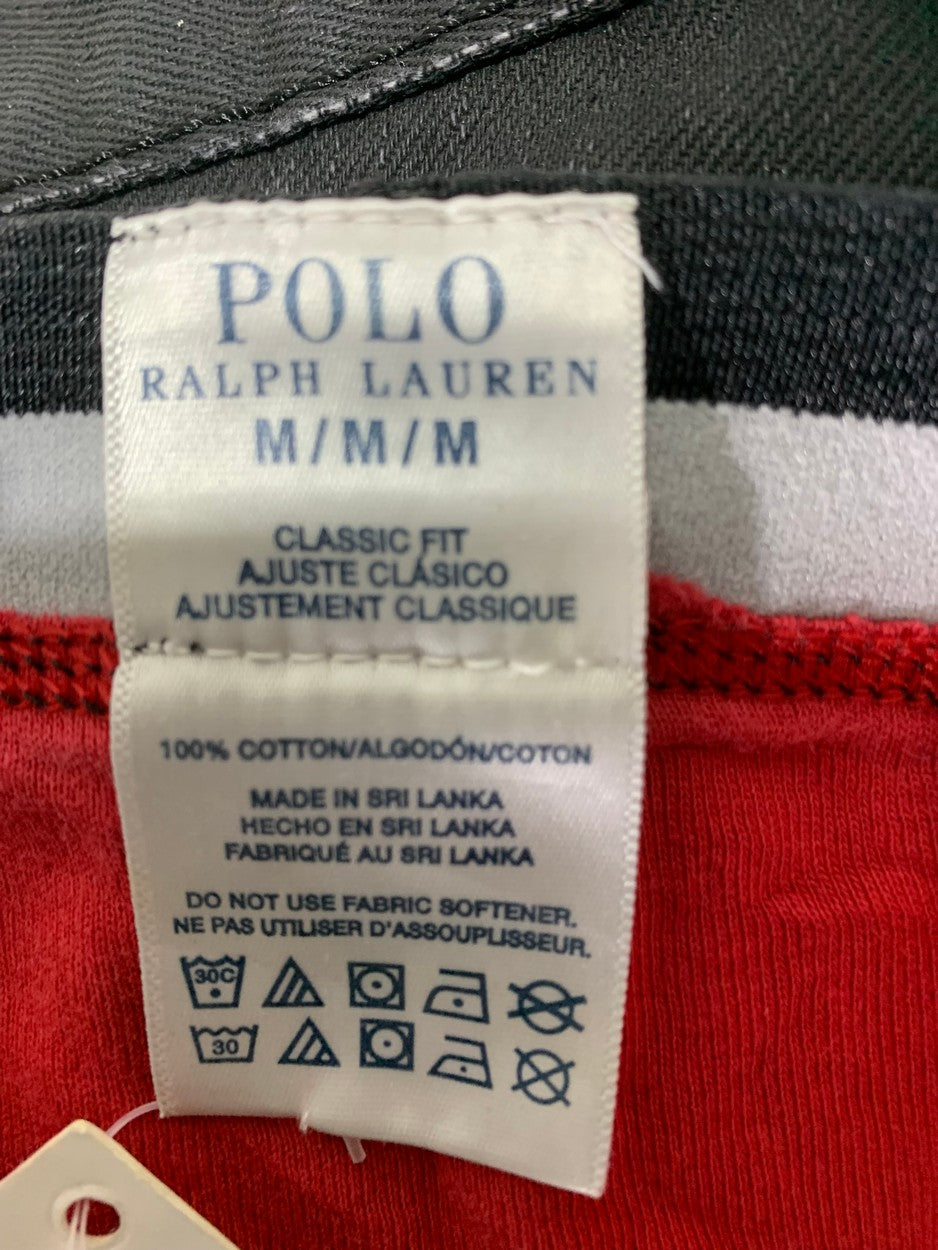 POLO
RALPH LAUREN
M/M/M
CLASSIC FIT
AJUSTE CLÁSICO
AJUSTEMENT CLASSIQUE
100% COTTON/ALGODÓN/COTON
MADE IN SRI LANKA
HECHO EN SRI LANKA
FABRIQUÉ AU SRI LANKA
DO NOT USE FABRIC SOFTENER.
NE PAS UTILISER D'ASSOUPLISSEUR.
30C
30